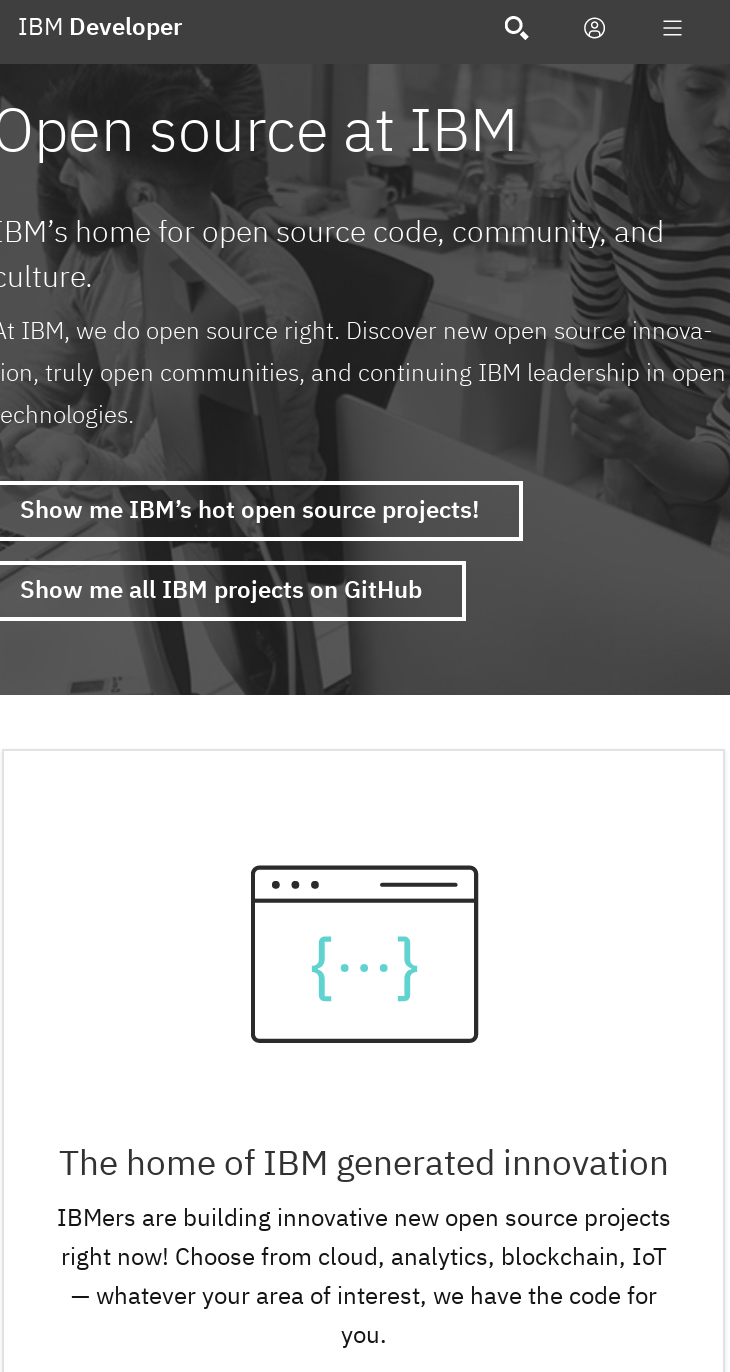 IBM Developer
Open source at IBM
IBM’s home for open source code, community, and
culture.
At IBM, we do open source right. Discover new open source innova-
ion, truly open communities, and continuing IBM leadership in open
echnologies.
Show me IBM’s hot open source projects!
Show me all IBM projects on GitHub
{···}
The home of IBM generated innovation
IBMers are building innovative new open source projects
right now! Choose from cloud, analytics, blockchain, IoT
— whatever your area of interest, we have the code for
you.